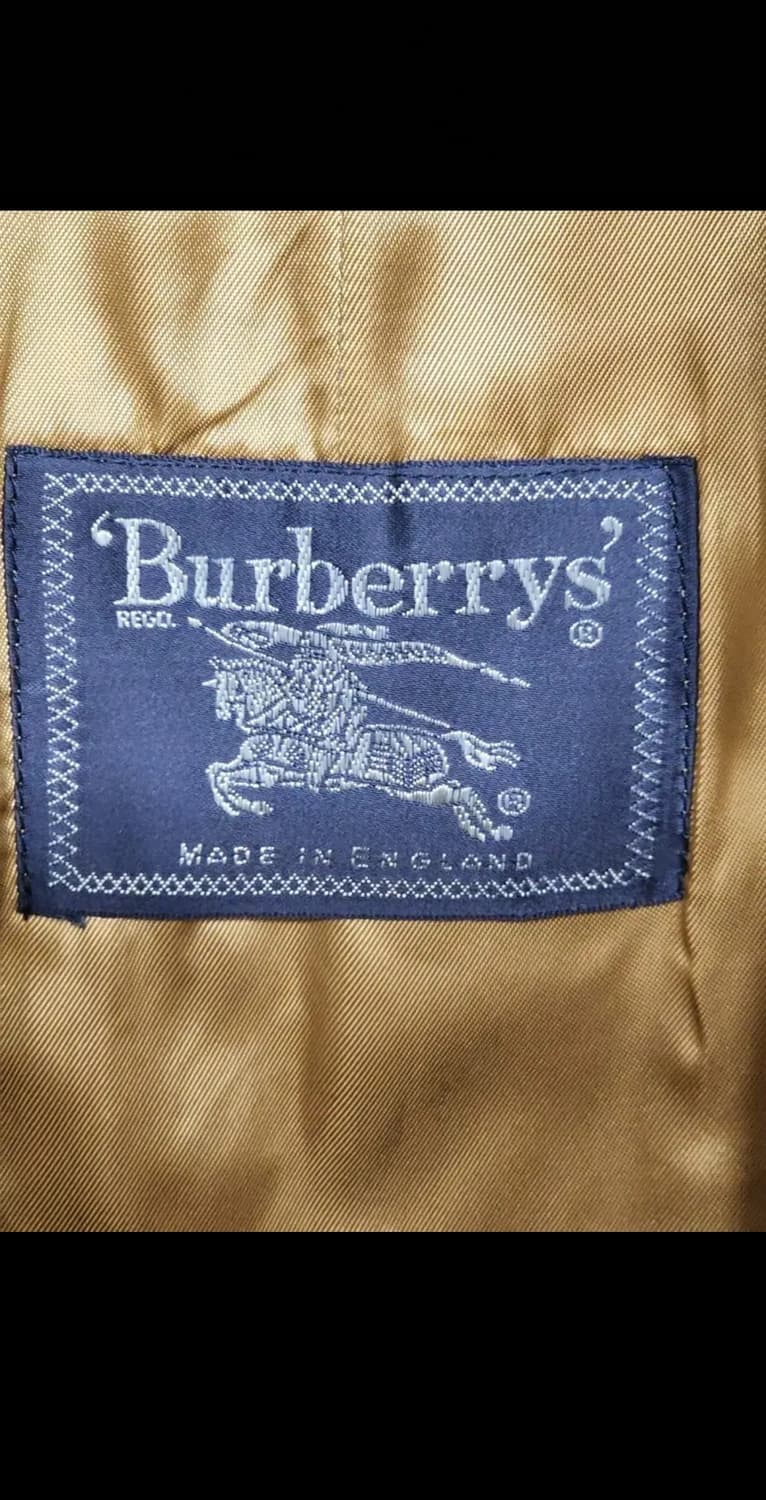 ‘Burberrys’
REGD. ®
®
MADE IN ENGLAND